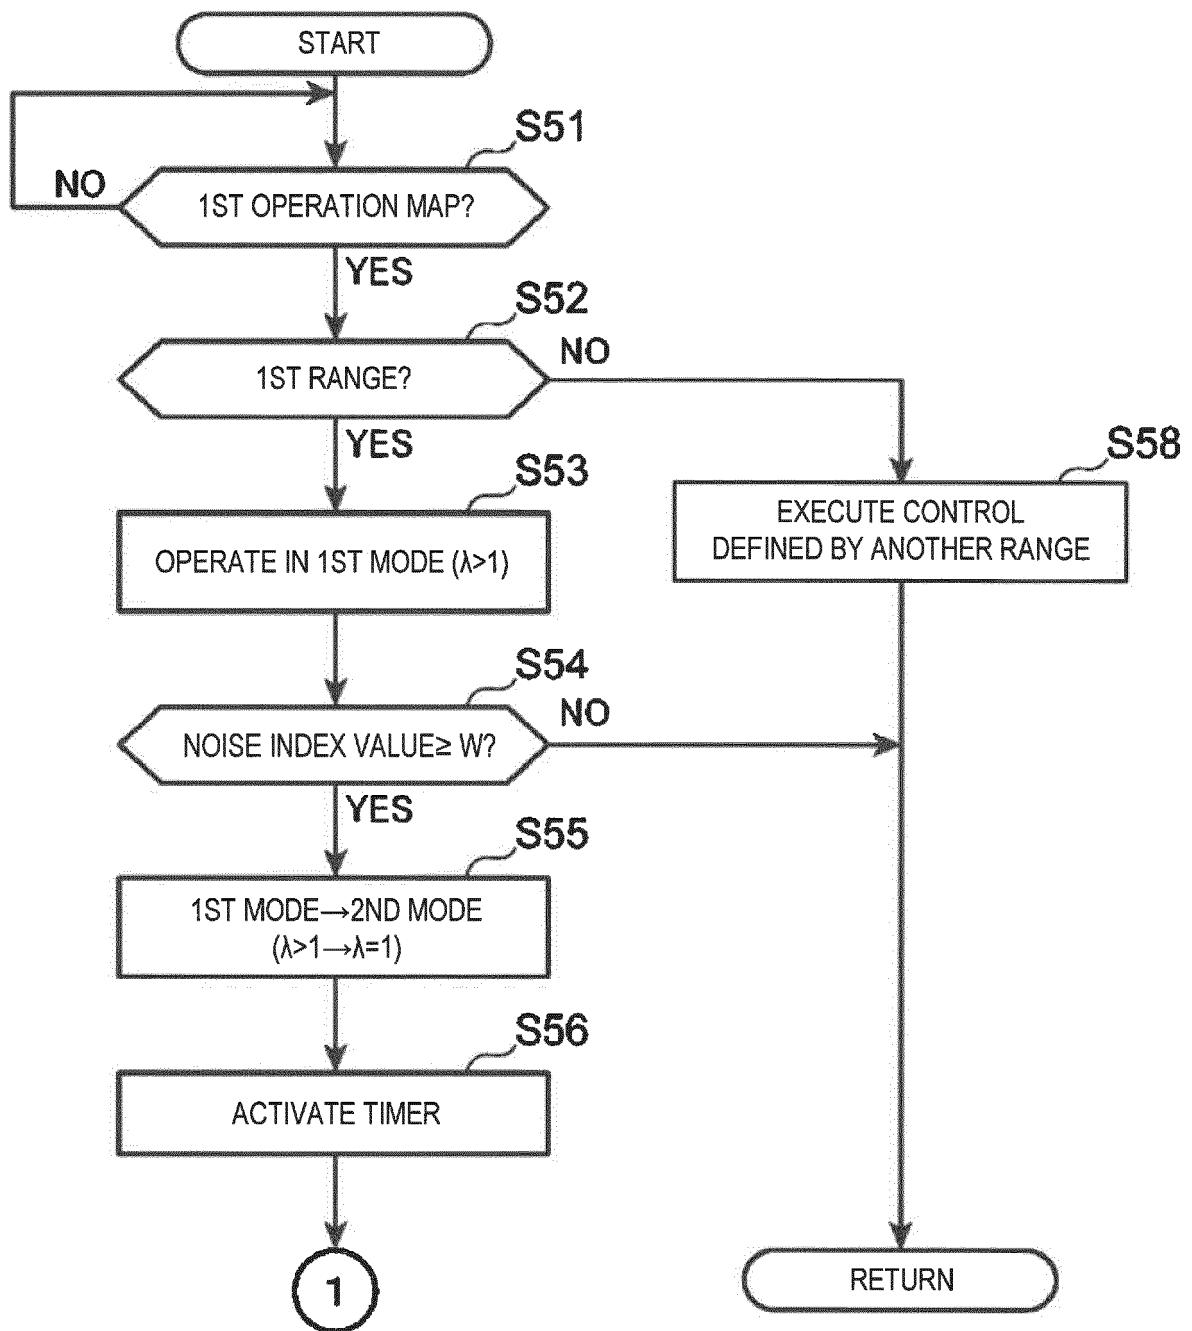 START
S51
NO
1ST OPERATION MAP?
YES
S52
NO
1ST RANGE?
YES
S58
S53
EXECUTE CONTROL
DEFINED BY ANOTHER RANGE
OPERATE IN 1ST MODE (λ>1)
S54
NO
NOISE INDEX VALUE≥ W?
YES
S55
1ST MODE→2ND MODE
(λ>1→λ=1)
S56
ACTIVATE TIMER
1
RETURN